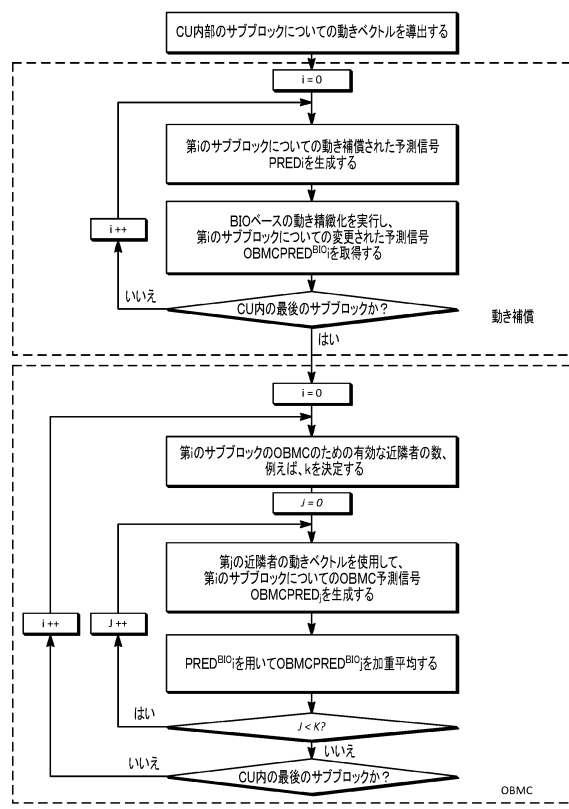 CU内部のサブブロックについての動きベクトルを導出する
i = 0
第iのサブブロックについての動き補償された予測信号
PREDiを生成する
BIOベースの動き精緻化を実行し、
第iのサブブロックについての変更された予測信号
OBMCPREDᴮᴵᴼiを取得する
i ++
いいえ
CU内の最後のサブブロックか？
動き補償
はい
i = 0
第iのサブブロックのOBMCのための有効な近隣者の数、
例えば、kを決定する
J = 0
第jの近隣者の動きベクトルを使用して、
第iのサブブロックについてのOBMC予測信号
OBMCPREDjを生成する
i ++
J ++
PREDᴮᴵᴼiを用いてOBMCPREDᴮᴵᴼjを加重平均する
はい
J < K?
いいえ
いいえ
CU内の最後のサブブロックか？
OBMC